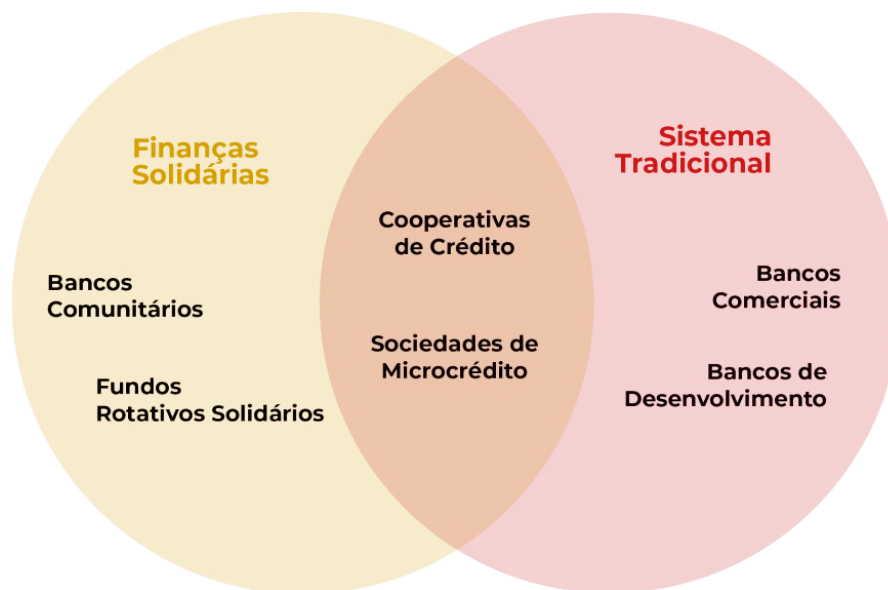 Finanças
Solidárias
Bancos
Comunitários
Fundos
Rotativos Solidários
Cooperativas
de Crédito
Sociedades de
Microcrédito
Sistema
Tradicional
Bancos
Comerciais
Bancos de
Desenvolvimento